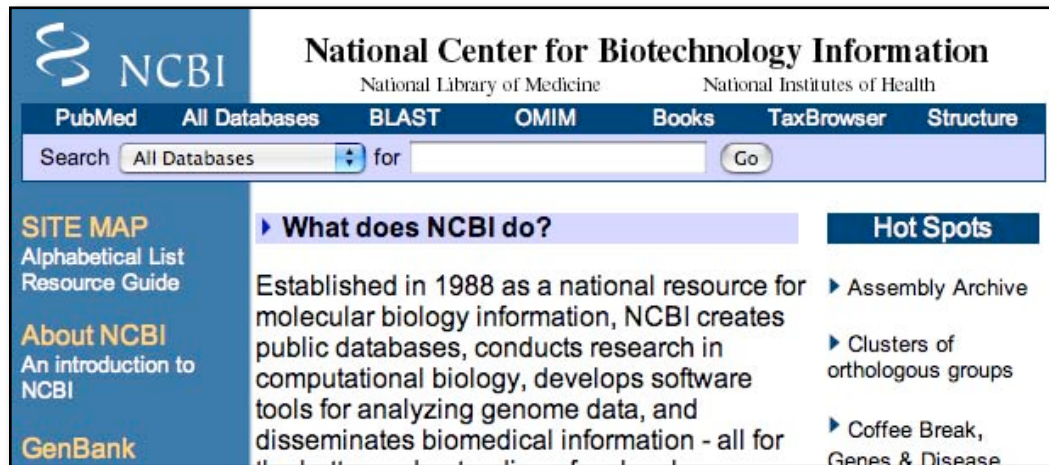 NCBI
National Center for Biotechnology Information
National Library of Medicine National Institutes of Health
PubMed All Databases BLAST OMIM Books TaxBrowser Structure
Search All Databases for Go
SITE MAP
Alphabetical List
Resource Guide
About NCBI
An introduction to
NCBI
GenBank
What does NCBI do?
Established in 1988 as a national resource for
molecular biology information, NCBI creates
public databases, conducts research in
computational biology, develops software
tools for analyzing genome data, and
disseminates biomedical information - all for
Hot Spots
Assembly Archive
Clusters of
orthologous groups
Coffee Break,
Genes & Disease